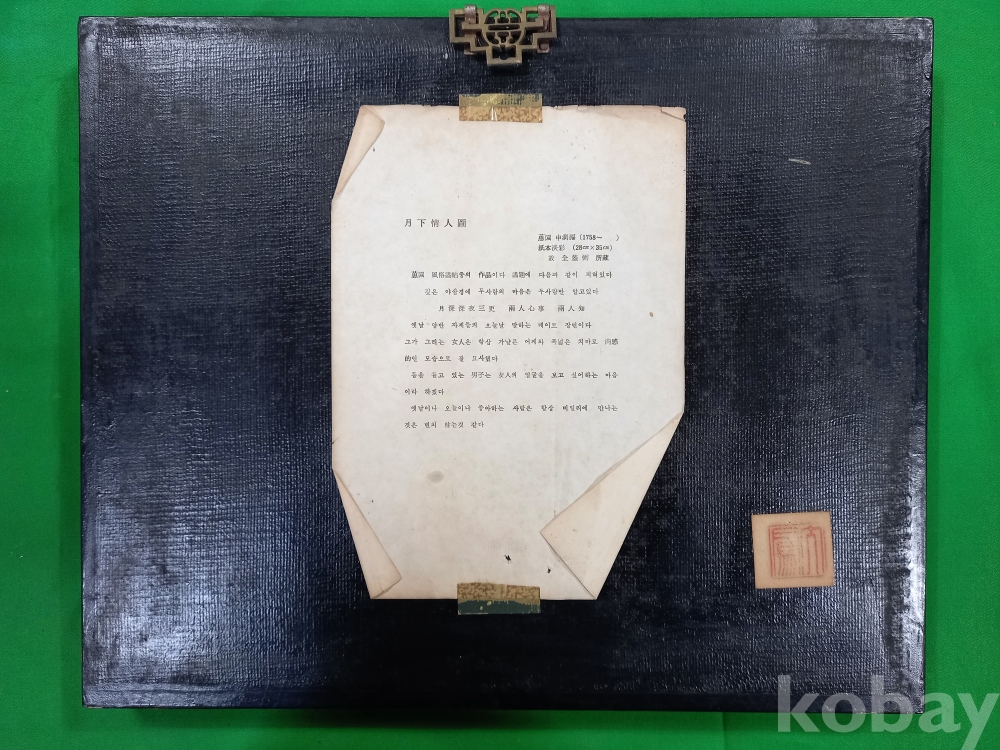 月下情人圖
蕙園 申潤福 (1758— )
紙本淡彩 (28㎝×35㎝)
故 全鎣弼 所藏
蕙園 風俗畵帖중의 作品이다 畵題에 다음과 같이 적혀있다
깊은 야삼경에 두사람의 마음은 두사람만 알고있다
月深深夜三更 兩人心事 兩人知
옛날 양반 자제들의 오늘날 말하는 데이트 장면이다
그가 그리는 女人은 항상 가냘픈 어깨와 폭넓은 치마로 肉感
的인 모습으로 잘 묘사했다
등을 들고 있는 男子는 女人의 얼굴을 보고 싶어하는 마음
이라 하겠다
옛날이나 오늘이나 좋아하는 사람은 항상 비밀리에 만나는
것은 변치 않는것 같다
kobay